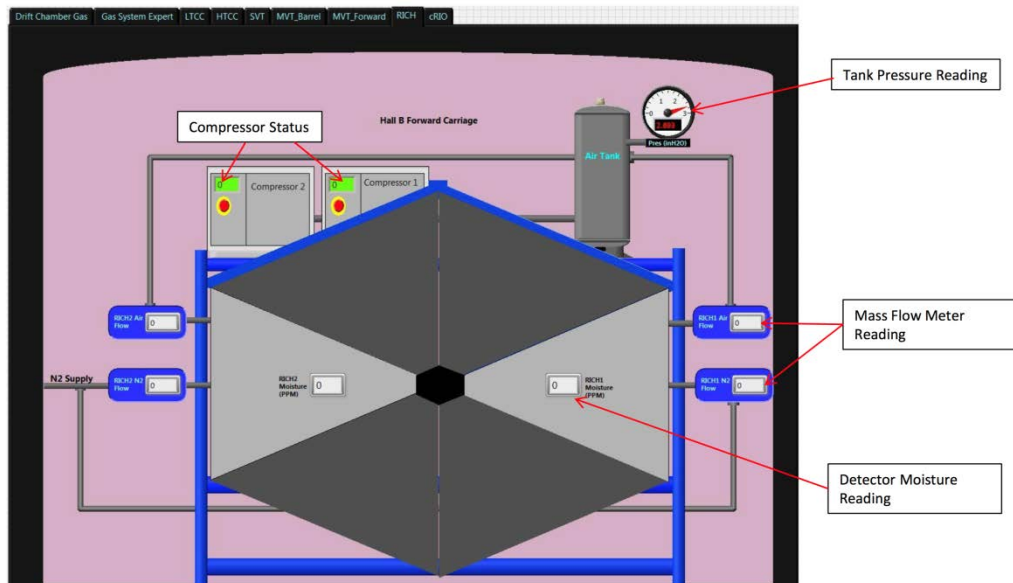 Drift Chamber Gas
Gas System Expert
LTCC
HTCC
SVT
MVT_Barrel
MVT_Forward
RICH
cRIO
Tank Pressure Reading
Compressor Status
Hall B Forward Carriage
0
1
2
3
Pres (inH2O)
Air Tank
0
Compressor 2
0
Compressor 1
RICH2 Air
Flow
0
RICH1 Air
Flow
0
Mass Flow Meter
Reading
N2 Supply
RICH2 N2
Flow
0
RICH2
Moisture
(PPM)
0
0
RICH1
Moisture
(PPM)
RICH1 N2
Flow
0
Detector Moisture
Reading